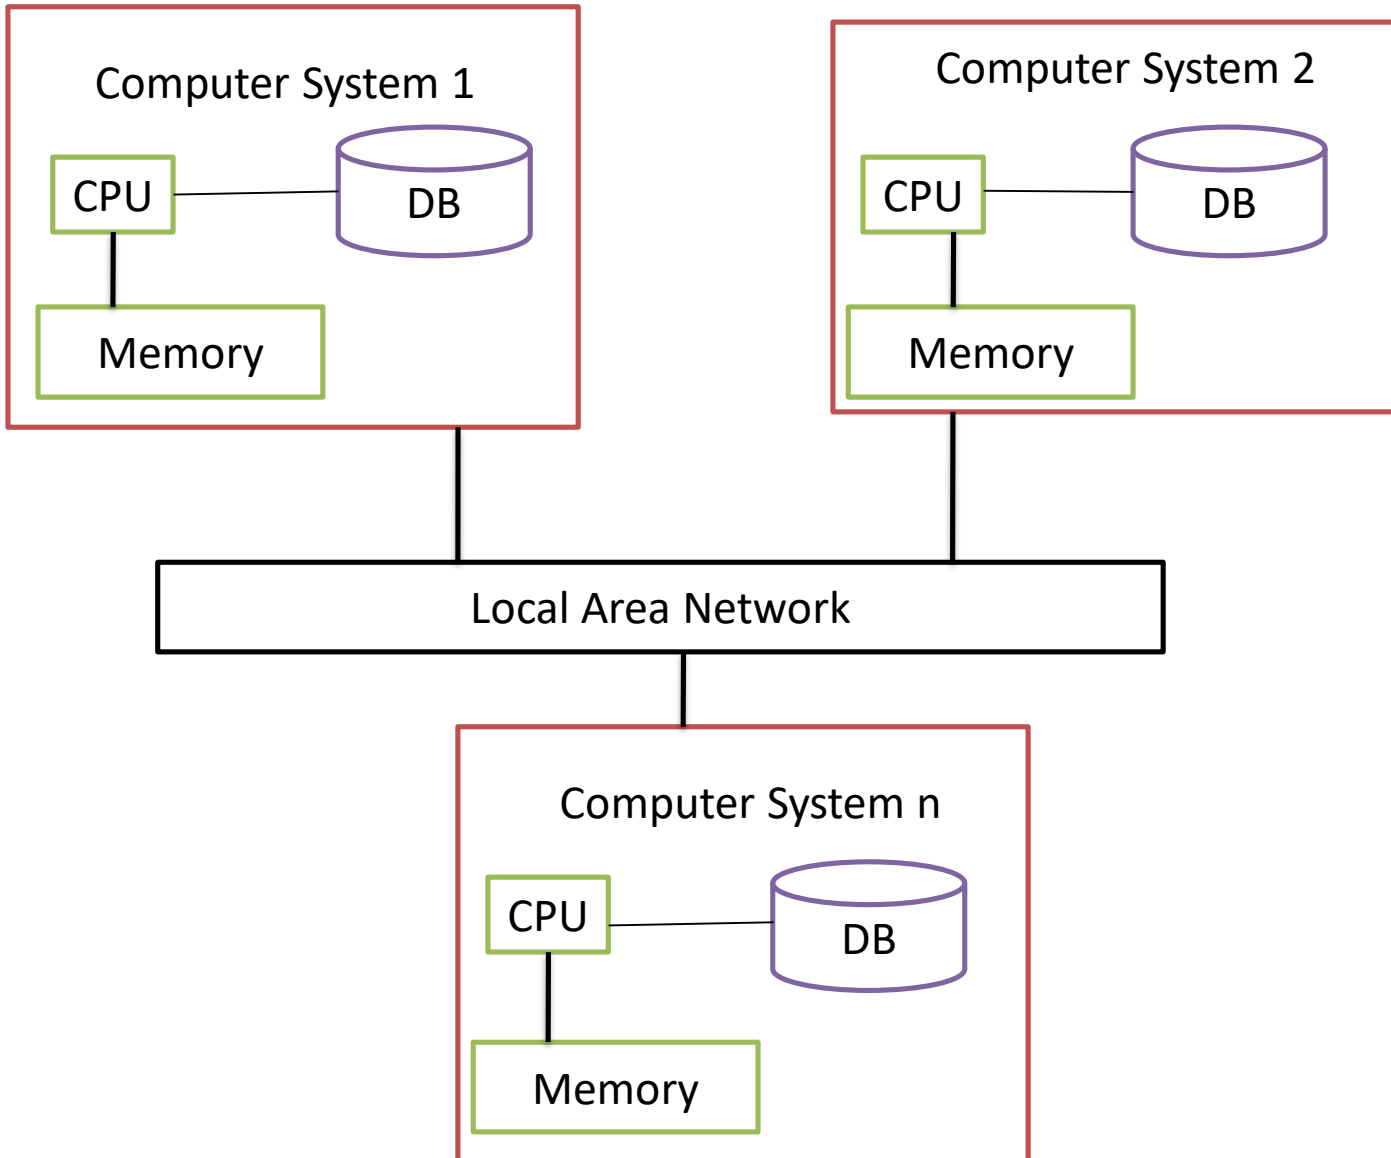 Computer System 1
CPU
DB
Memory
Computer System 2
CPU
DB
Memory
Local Area Network
Computer System n
CPU
DB
Memory